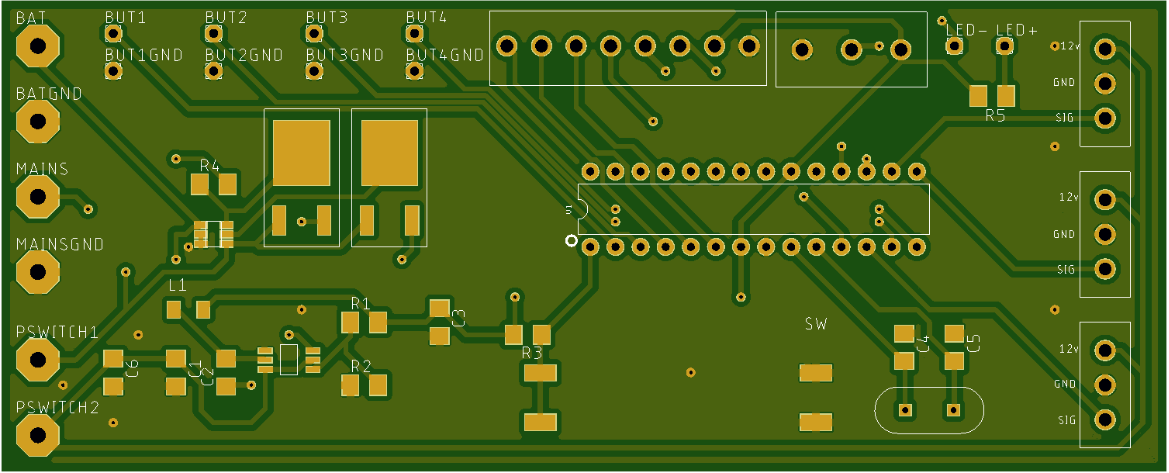 BAT BUT1 BUT2 BUT3 BUT4
LED- LED+
12v
BUT1GND BUT2GND BUT3GND BUT4GND
BATGND
GND
R5
SIG
MAINS
R4
12v
U1
GND
MAINSGND
SIG
L1
R1
C3
SW
PSWITCH1
R3
C4
C5
12v
C6
C1
C2
R2
GND
PSWITCH2
SIG